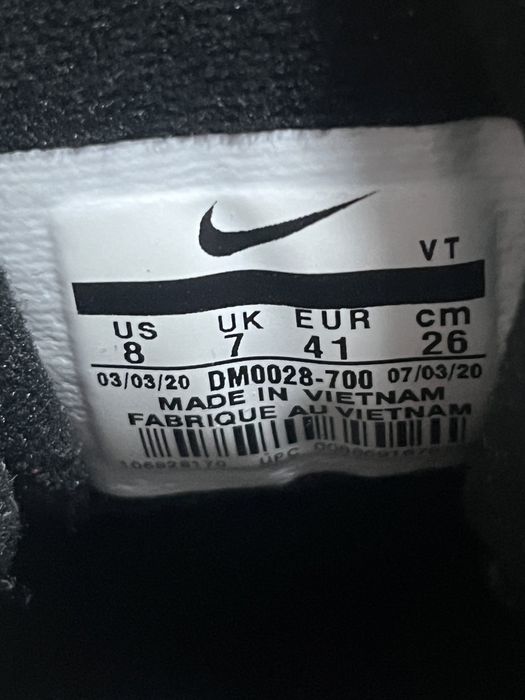 VT
US UK EUR cm
8 7 41 26
03/03/20 DM0028-700 07/03/20
MADE IN VIETNAM
FABRIQUE AU VIETNAM
UPC